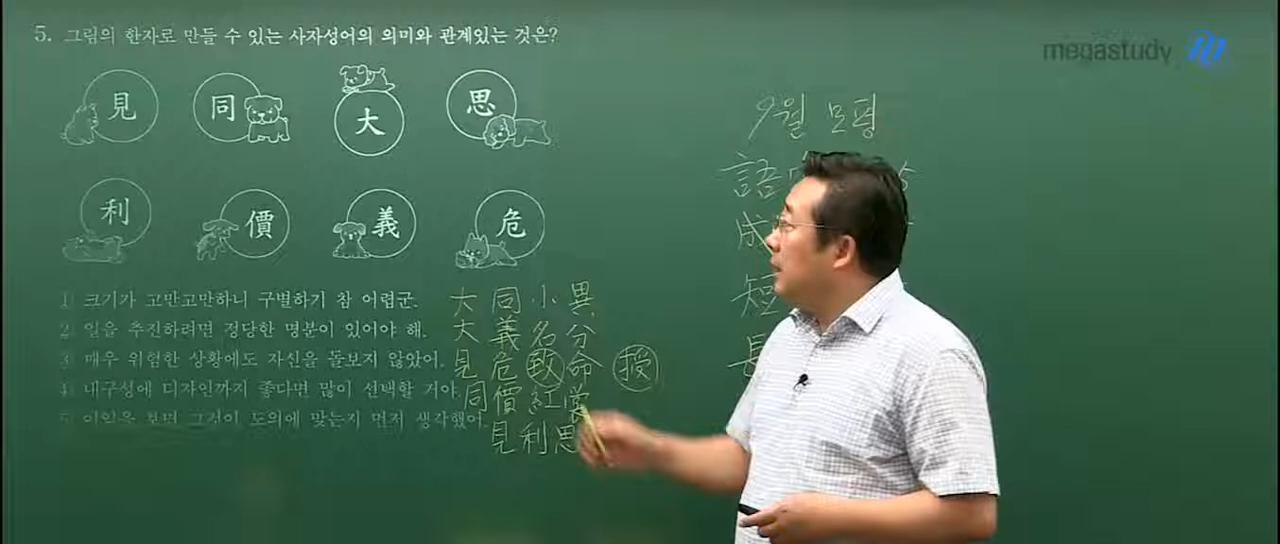 5. 그림의 한자로 만들 수 있는 사자성어의 의미와 관계있는 것은?
megastudy
見 同 大 思
利 價 義 危
1) 크기가 고만고만하니 구별하기 참 어렵군.
2) 일을 추진하려면 정당한 명분이 있어야 해.
3) 매우 위험한 상황에도 자신을 돌보지 않았어.
4) 내구성에 디자인까지 좋다면 많이 선택할 거야.
5) 이익을 보면 그것이 도의에 맞는지 먼저 생각했어.
大同小異
大義名分
見危致命 授
同價紅
見利思
9월 모평
語
成
短
長